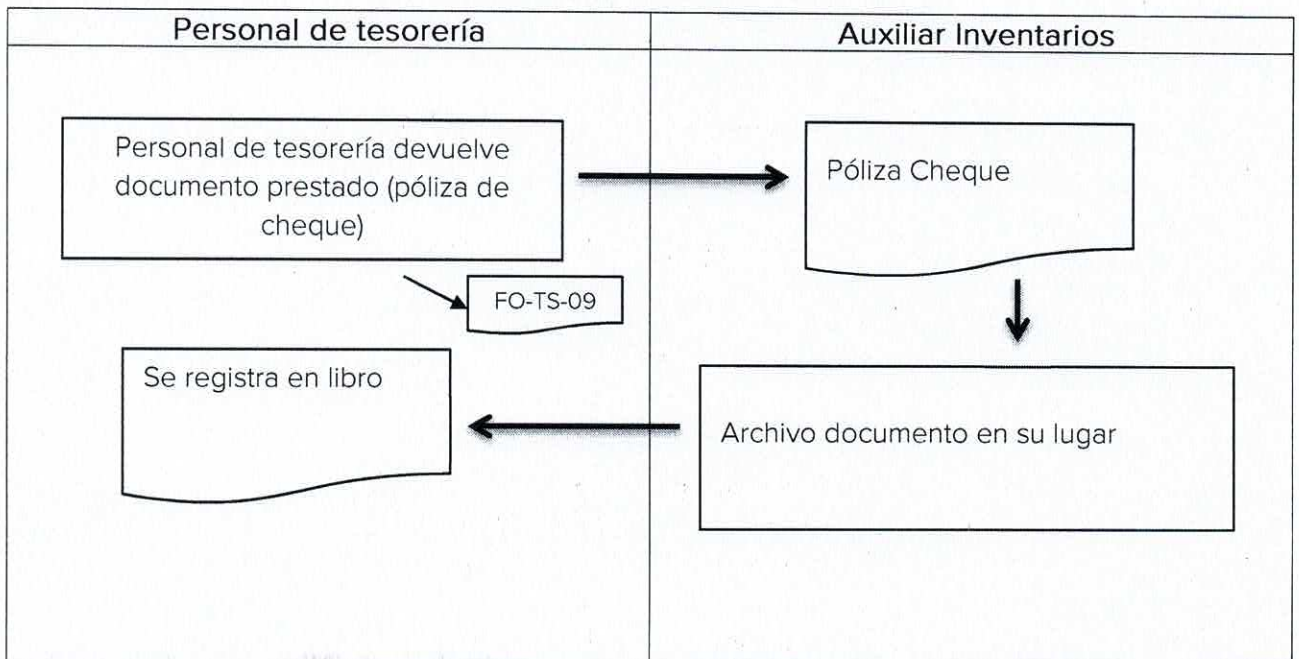 Personal de tesorería
Auxiliar Inventarios
Personal de tesorería devuelve
documento prestado (póliza de
cheque)
Póliza Cheque
FO-TS-09
Se registra en libro
Archivo documento en su lugar